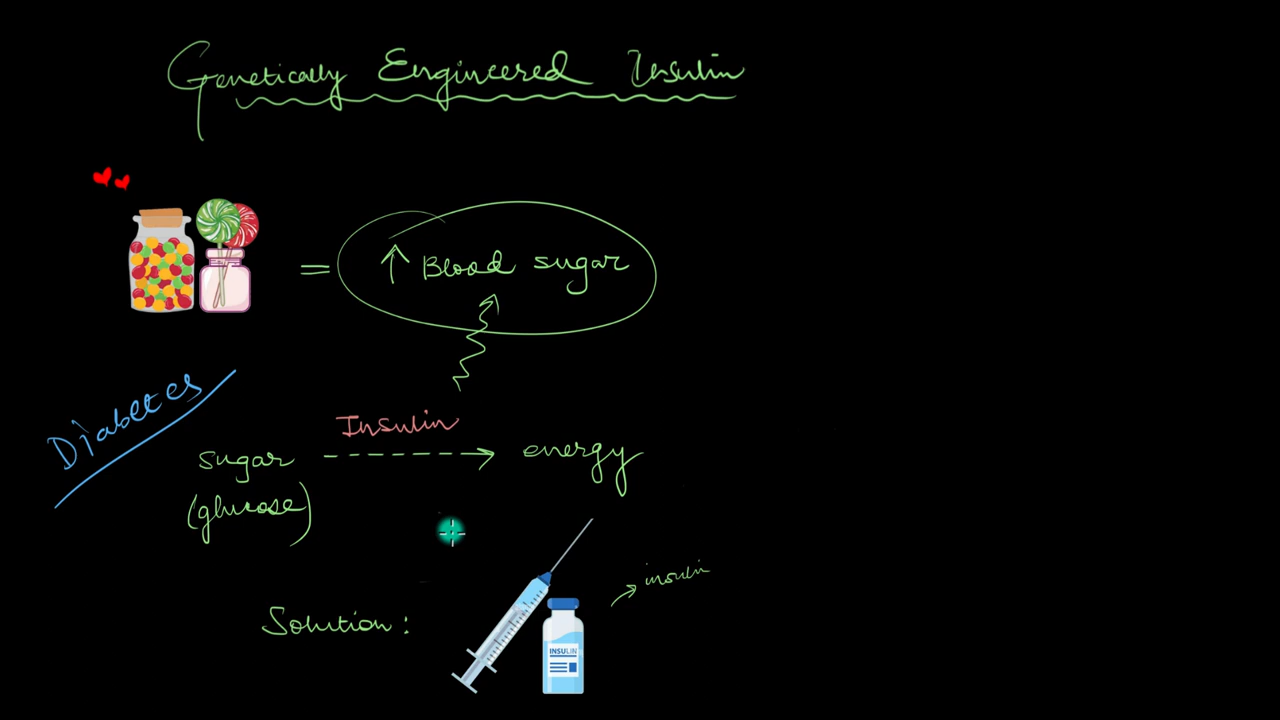 Genetically Engineered Insulin
= ↑ Blood sugar
Diabetes
Insulin
sugar -----> energy
(glucose)
insulin
Solution:
INSULIN